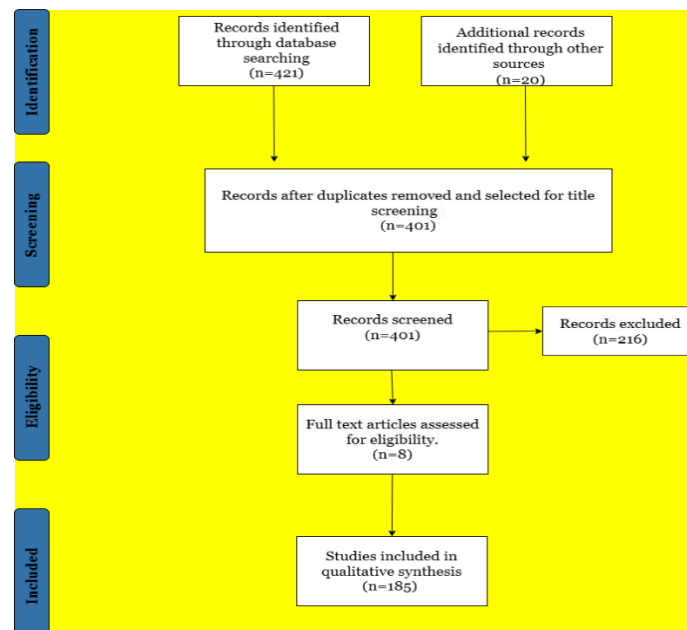 Identification
Records identified
through database
searching
(n=421)
Additional records
identified through other
sources
(n=20)
Screening
Records after duplicates removed and selected for title
screening
(n=401)
Eligibility
Records screened
(n=401)
Records excluded
(n=216)
Full text articles assessed
for eligibility.
(n=8)
Included
Studies included in
qualitative synthesis
(n=185)